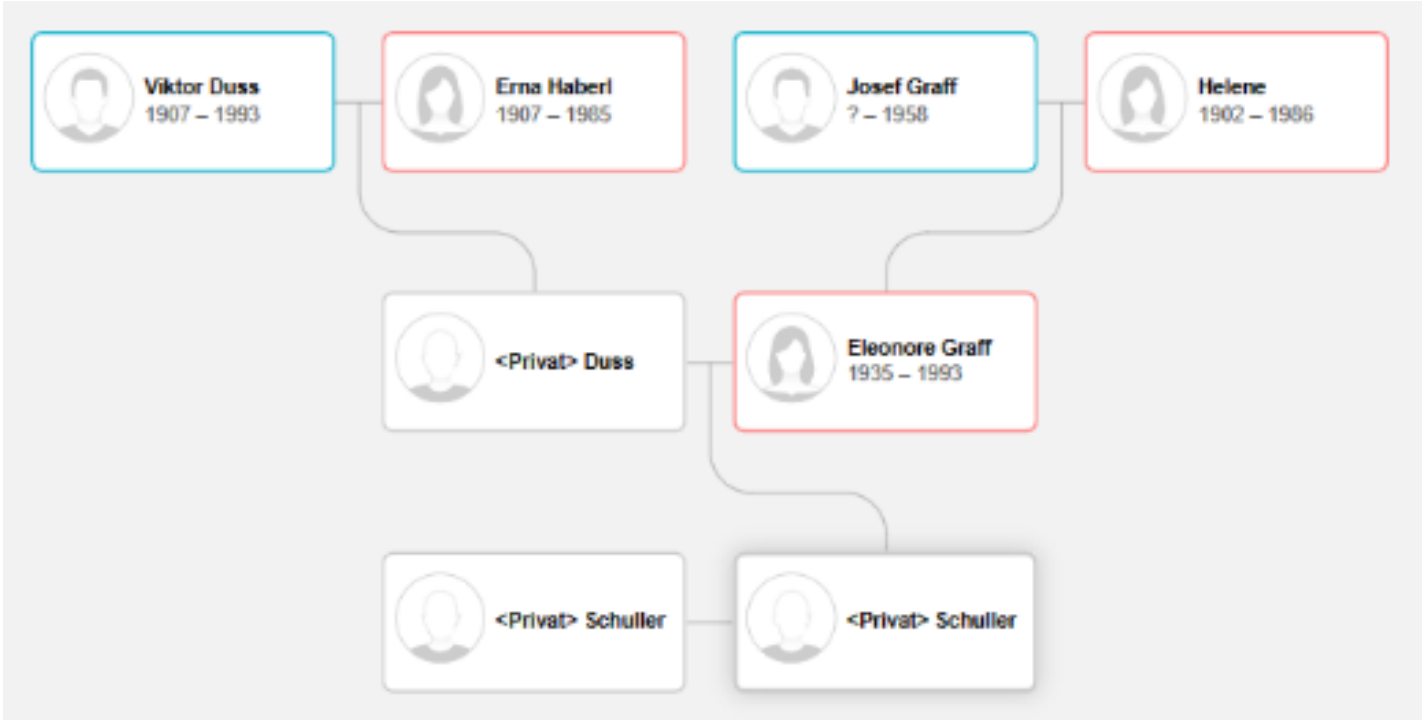 Viktor Duss
1907 – 1993
Erna Haberl
1907 – 1985
Josef Graff
? – 1958
Helene
1902 – 1986
<Privat> Duss
Eleonore Graff
1935 – 1993
<Privat> Schuller
<Privat> Schuller